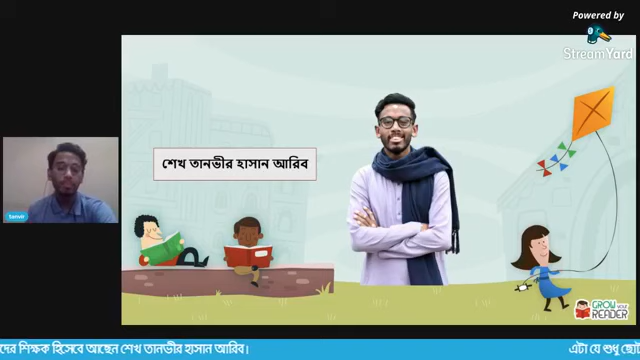 Powered by
StreamYard
শেখ তানভীর হাসান আরিব
tanvir
GROW YOUR
READER
দের শিক্ষক হিসেবে আছেন শেখ তানভীর হাসান আরিব।
এটা যে শুধু ছোট